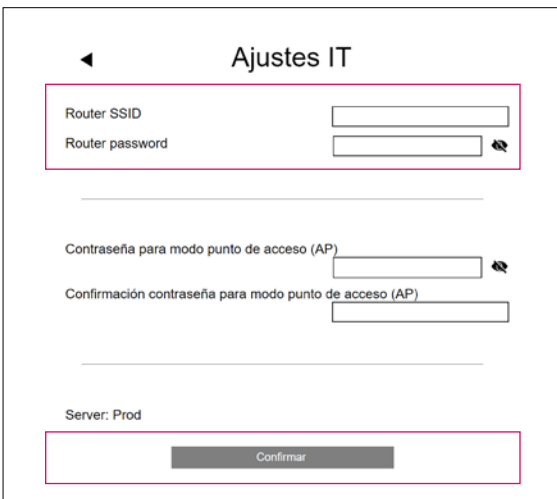 Ajustes IT
Router SSID
Router password
Contraseña para modo punto de acceso (AP)
Confirmación contraseña para modo punto de acceso (AP)
Server: Prod
Confirmar